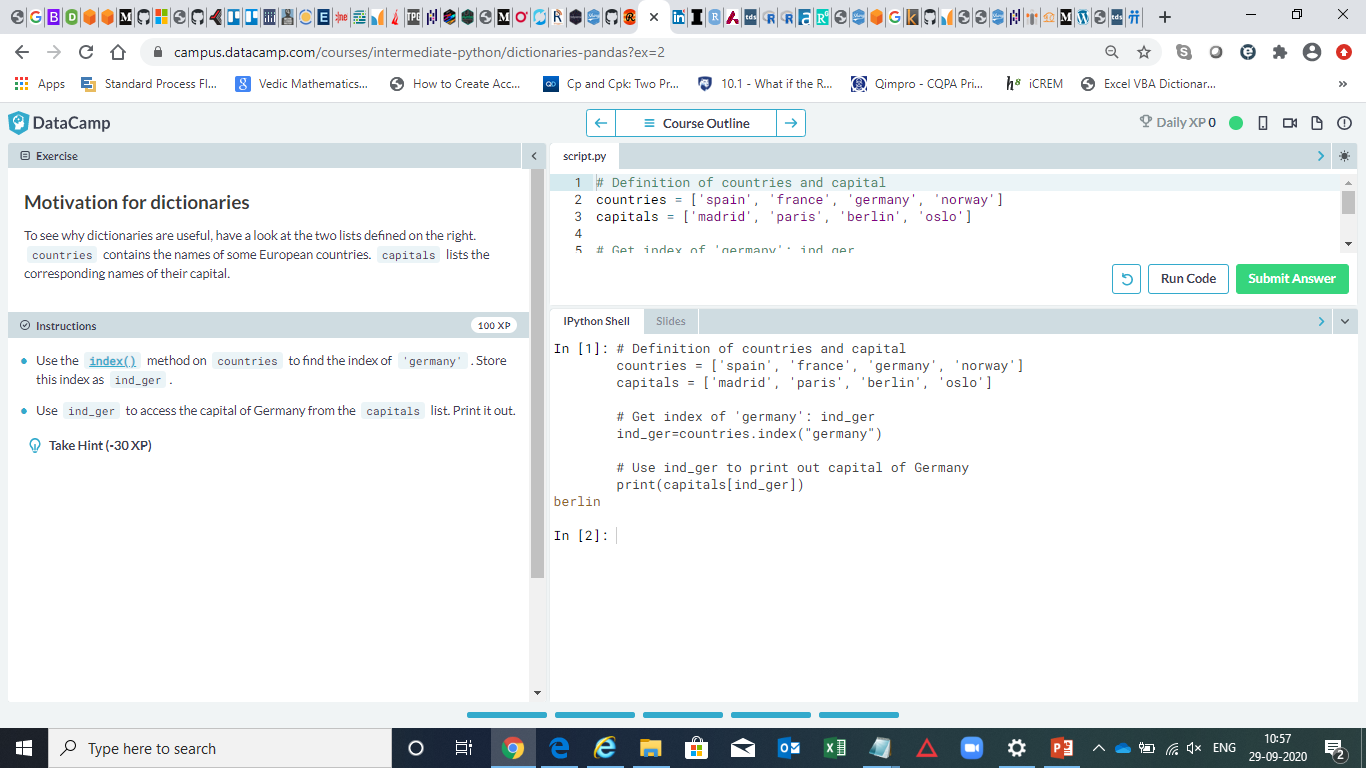 campus.datacamp.com/courses/intermediate-python/dictionaries-pandas?ex=2
Apps
Standard Process Fl...
Vedic Mathematics...
How to Create Acc...
Cp and Cpk: Two Pr...
10.1 - What if the R...
Qimpro - CQPA Pri...
iCREM
Excel VBA Dictionar...
»
DataCamp
Course Outline
Daily XP 0
Exercise
Motivation for dictionaries
To see why dictionaries are useful, have a look at the two lists defined on the right.
countries contains the names of some European countries. capitals lists the
corresponding names of their capital.
Instructions
100 XP
Use the index() method on countries to find the index of 'germany' . Store
this index as ind_ger .
Use ind_ger to access the capital of Germany from the capitals list. Print it out.
Take Hint (-30 XP)
script.py
1 # Definition of countries and capital
2 countries = ['spain', 'france', 'germany', 'norway']
3 capitals = ['madrid', 'paris', 'berlin', 'oslo']
4
5 # Get index of 'germany': ind_ger
Run Code
Submit Answer
IPython Shell
Slides
In [1]: # Definition of countries and capital
countries = ['spain', 'france', 'germany', 'norway']
capitals = ['madrid', 'paris', 'berlin', 'oslo']
# Get index of 'germany': ind_ger
ind_ger=countries.index("germany")
# Use ind_ger to print out capital of Germany
print(capitals[ind_ger])
berlin
In [2]:
Type here to search
ENG
10:57
29-09-2020
2